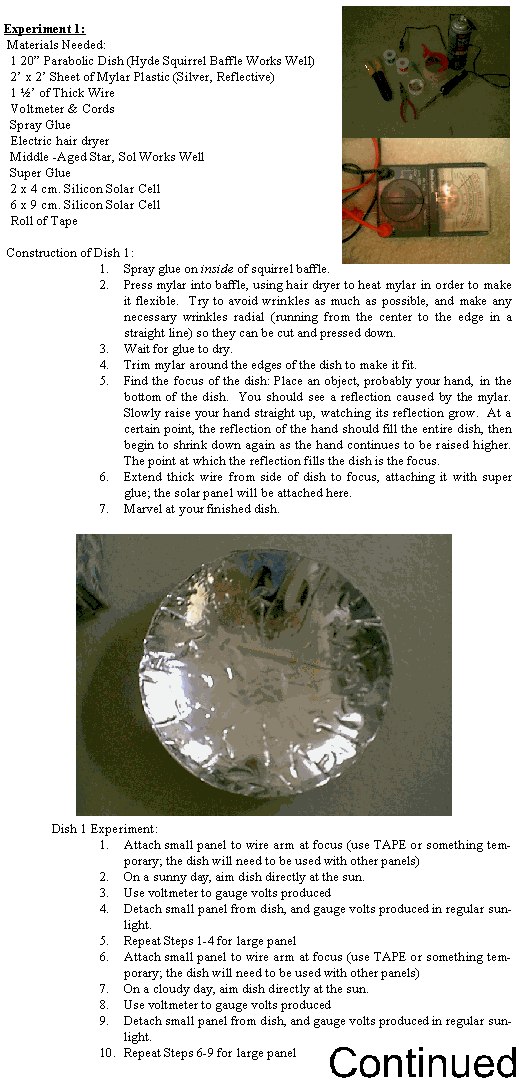 Experiment 1:
Materials Needed:
1 20” Parabolic Dish (Hyde Squirrel Baffle Works Well)
2’ x 2’ Sheet of Mylar Plastic (Silver, Reflective)
1 ½’ of Thick Wire
Voltmeter & Cords
Spray Glue
Electric hair dryer
Middle -Aged Star, Sol Works Well
Super Glue
2 x 4 cm. Silicon Solar Cell
6 x 9 cm. Silicon Solar Cell
Roll of Tape
Construction of Dish 1:
1. Spray glue on inside of squirrel baffle.
2. Press mylar into baffle, using hair dryer to heat mylar in order to make
it flexible. Try to avoid wrinkles as much as possible, and make any
necessary wrinkles radial (running from the center to the edge in a
straight line) so they can be cut and pressed down.
3. Wait for glue to dry.
4. Trim mylar around the edges of the dish to make it fit.
5. Find the focus of the dish: Place an object, probably your hand, in the
bottom of the dish. You should see a reflection caused by the mylar.
Slowly raise your hand straight up, watching its reflection grow. At a
certain point, the reflection of the hand should fill the entire dish, then
begin to shrink down again as the hand continues to be raised higher.
The point at which the reflection fills the dish is the focus.
6. Extend thick wire from side of dish to focus, attaching it with super
glue; the solar panel will be attached here.
7. Marvel at your finished dish.
Dish 1 Experiment:
1. Attach small panel to wire arm at focus (use TAPE or something tem-
porary; the dish will need to be used with other panels)
2. On a sunny day, aim dish directly at the sun.
3. Use voltmeter to gauge volts produced
4. Detach small panel from dish, and gauge volts produced in regular sun-
light.
5. Repeat Steps 1-4 for large panel
6. Attach small panel to wire arm at focus (use TAPE or something tem-
porary; the dish will need to be used with other panels)
7. On a cloudy day, aim dish directly at the sun.
8. Use voltmeter to gauge volts produced
9. Detach small panel from dish, and gauge volts produced in regular sun-
light.
10. Repeat Steps 6-9 for large panel
Continued